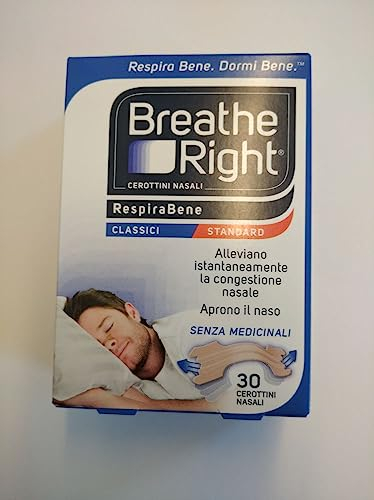 Respira Bene. Dormi Bene.™
Breathe
Right®
CEROTTINI NASALI
RespiraBene
CLASSICI STANDARD
Alleviano
istantaneamente
la congestione
nasale
Aprono il naso
SENZA MEDICINALI
30
CEROTTINI
NASALI